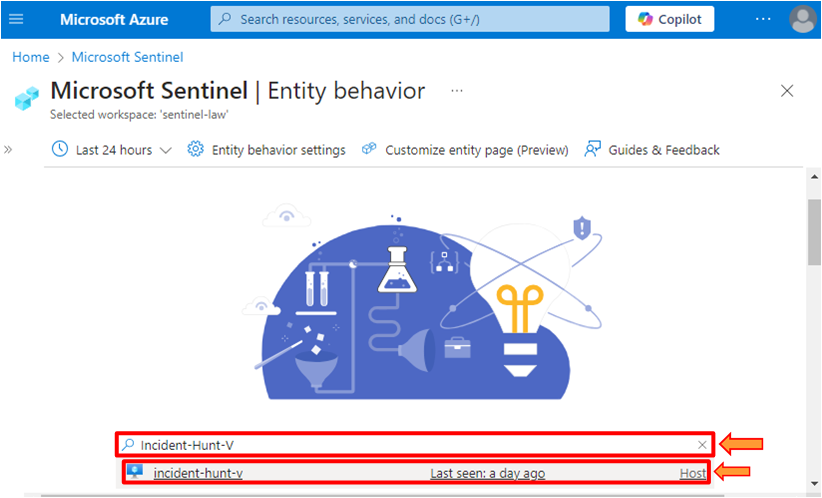 Microsoft Azure
Search resources, services, and docs (G+/)
Copilot
...
Home > Microsoft Sentinel
Microsoft Sentinel | Entity behavior ...
Selected workspace: 'sentinel-law'
Last 24 hours
Entity behavior settings
Customize entity page (Preview)
Guides & Feedback
Incident-Hunt-V
incident-hunt-v
Last seen: a day ago
Host